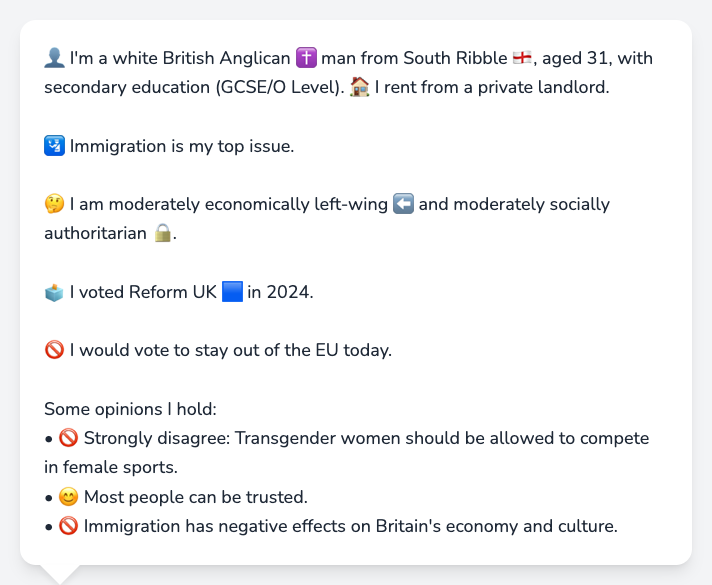 👤 I'm a white British Anglican ✝️ man from South Ribble 🏴󠁧󠁢󠁥󠁮󠁧󠁿, aged 31, with
secondary education (GCSE/O Level). 🏠 I rent from a private landlord.
🛂 Immigration is my top issue.
🤔 I am moderately economically left-wing ⬅️ and moderately socially
authoritarian 🔒.
🗳️ I voted Reform UK 🟦 in 2024.
🚫 I would vote to stay out of the EU today.
Some opinions I hold:
• 🚫 Strongly disagree: Transgender women should be allowed to compete
in female sports.
• 😊 Most people can be trusted.
• 🚫 Immigration has negative effects on Britain's economy and culture.